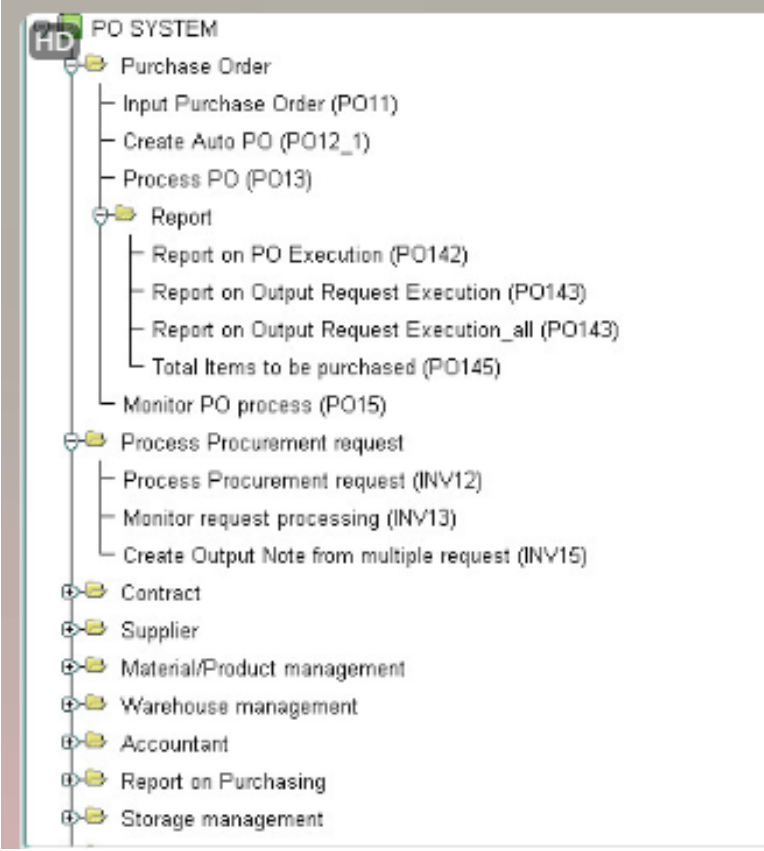 HD
PO SYSTEM
Purchase Order
Input Purchase Order (PO11)
Create Auto PO (PO12_1)
Process PO (PO13)
Report
Report on PO Execution (PO142)
Report on Output Request Execution (PO143)
Report on Output Request Execution_all (PO143)
Total Items to be purchased (PO145)
Monitor PO process (PO15)
Process Procurement request
Process Procurement request (INV12)
Monitor request processing (INV13)
Create Output Note from multiple request (INV15)
Contract
Supplier
Material/Product management
Warehouse management
Accountant
Report on Purchasing
Storage management